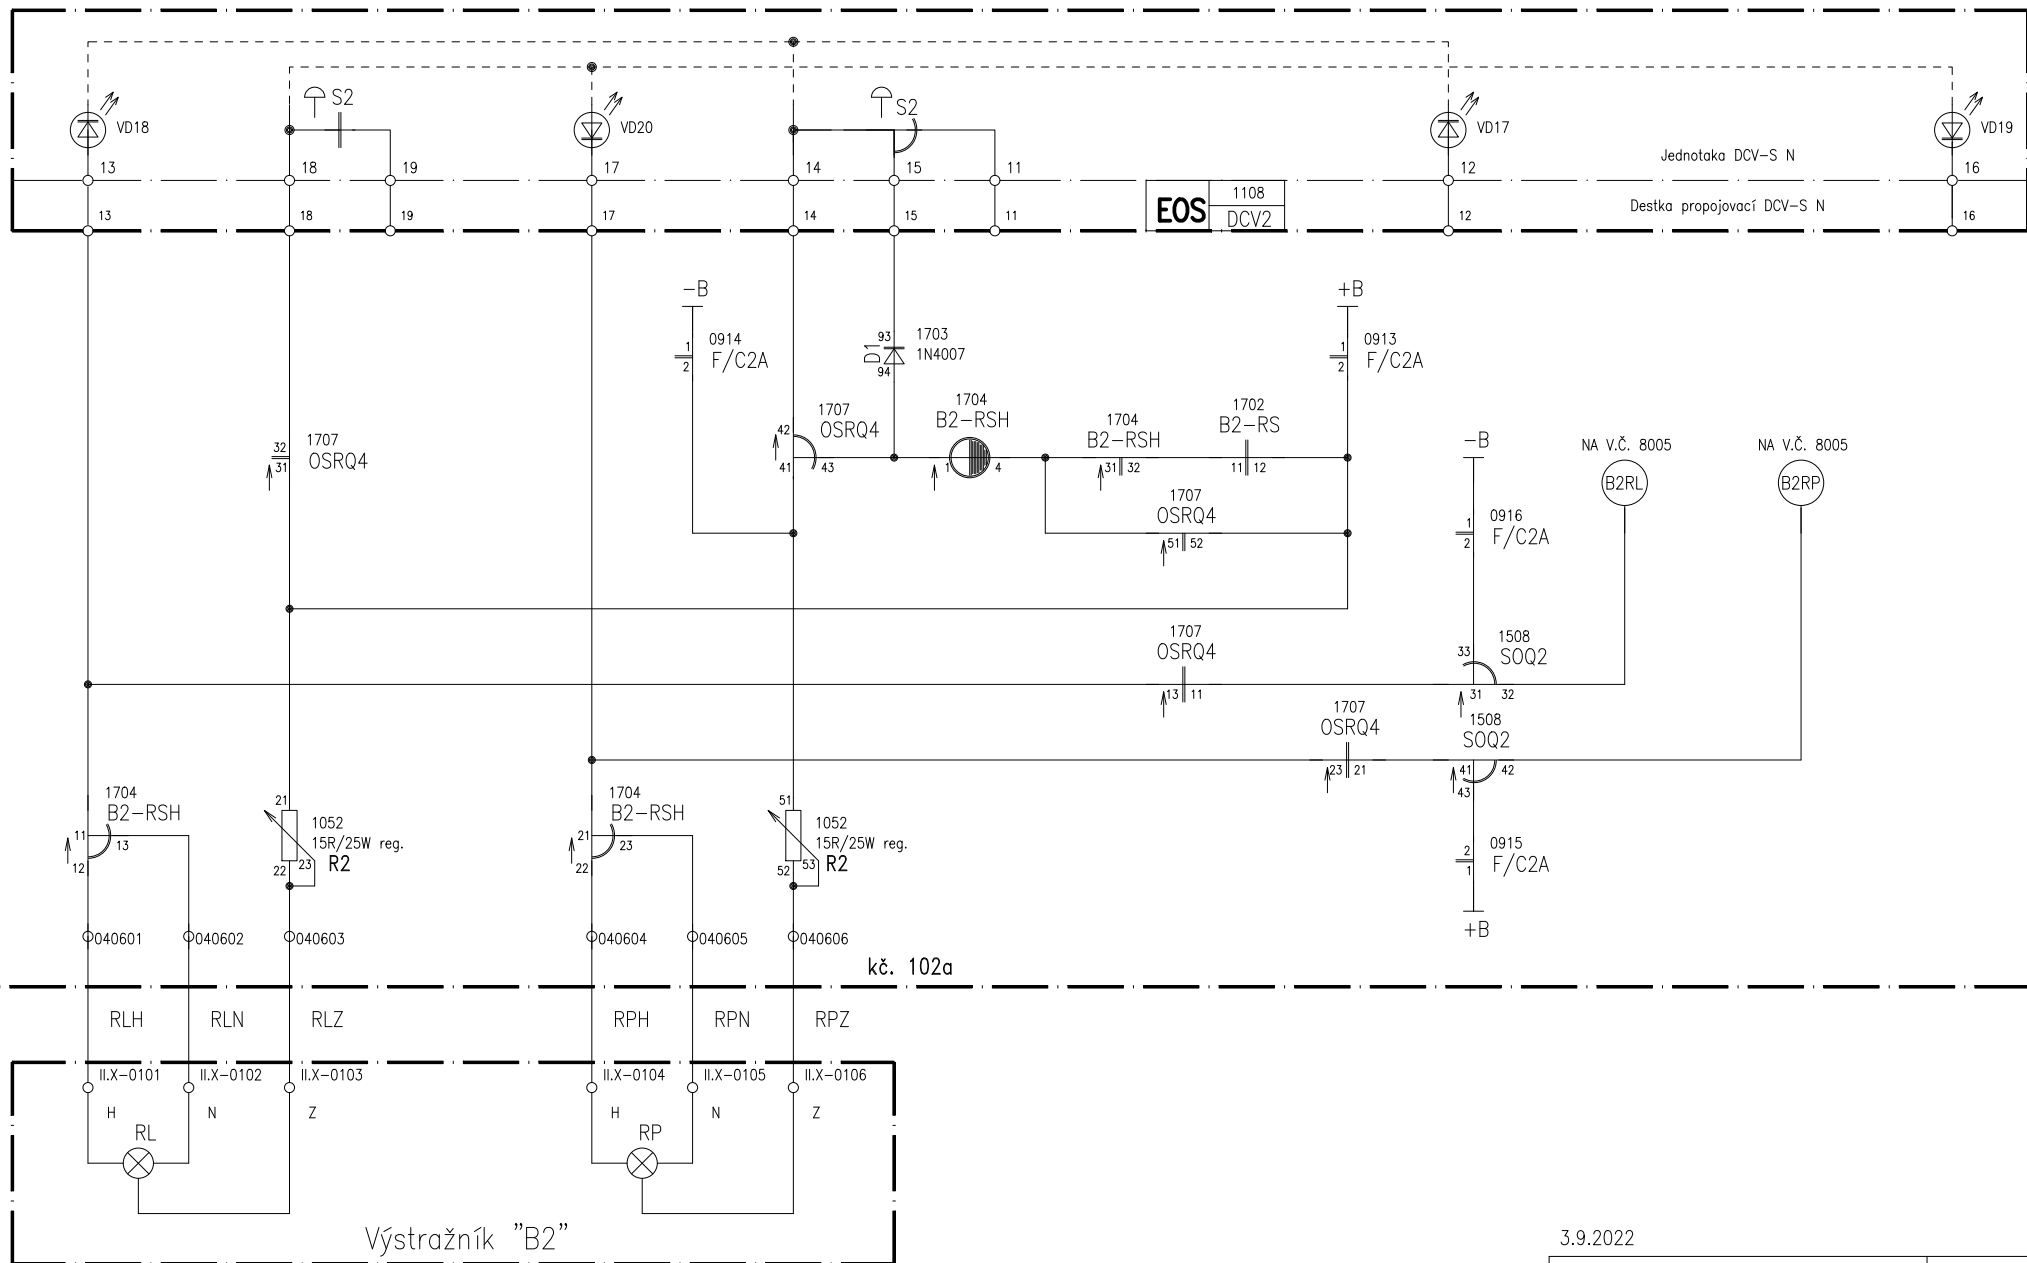 S2
S2
VD18
VD20
VD17
VD19
Jednotaka DCV-S N
13
18
19
17
14
15
11
12
16
EOS
1108
DCV2
Destka propojovací DCV-S N
13
18
19
17
14
15
11
12
16
-B
+B
1
2
0914
F/C2A
D1
93
94
1703
1N4007
1
2
0913
F/C2A
32
31
1707
OSRQ4
42
41
43
1707
OSRQ4
1704
B2-RSH
1
4
1704
B2-RSH
31
32
1702
B2-RS
11
12
1707
OSRQ4
51
52
-B
1
2
0916
F/C2A
NA V.Č. 8005
B2RL
NA V.Č. 8005
B2RP
1707
OSRQ4
13
11
33
31
32
1508
SOQ2
1707
OSRQ4
23
21
1508
SOQ2
41
42
43
2
1
0915
F/C2A
+B
1704
B2-RSH
11
13
12
21
22
23
1052
15R/25W reg.
R2
1704
B2-RSH
21
23
22
51
52
53
1052
15R/25W reg.
R2
040601
040602
040603
040604
040605
040606
kč. 102a
RLH
RLN
RLZ
RPH
RPN
RPZ
II.X-0101
II.X-0102
II.X-0103
II.X-0104
II.X-0105
II.X-0106
H
N
Z
H
N
Z
RL
RP
Výstražník "B2"
3.9.2022